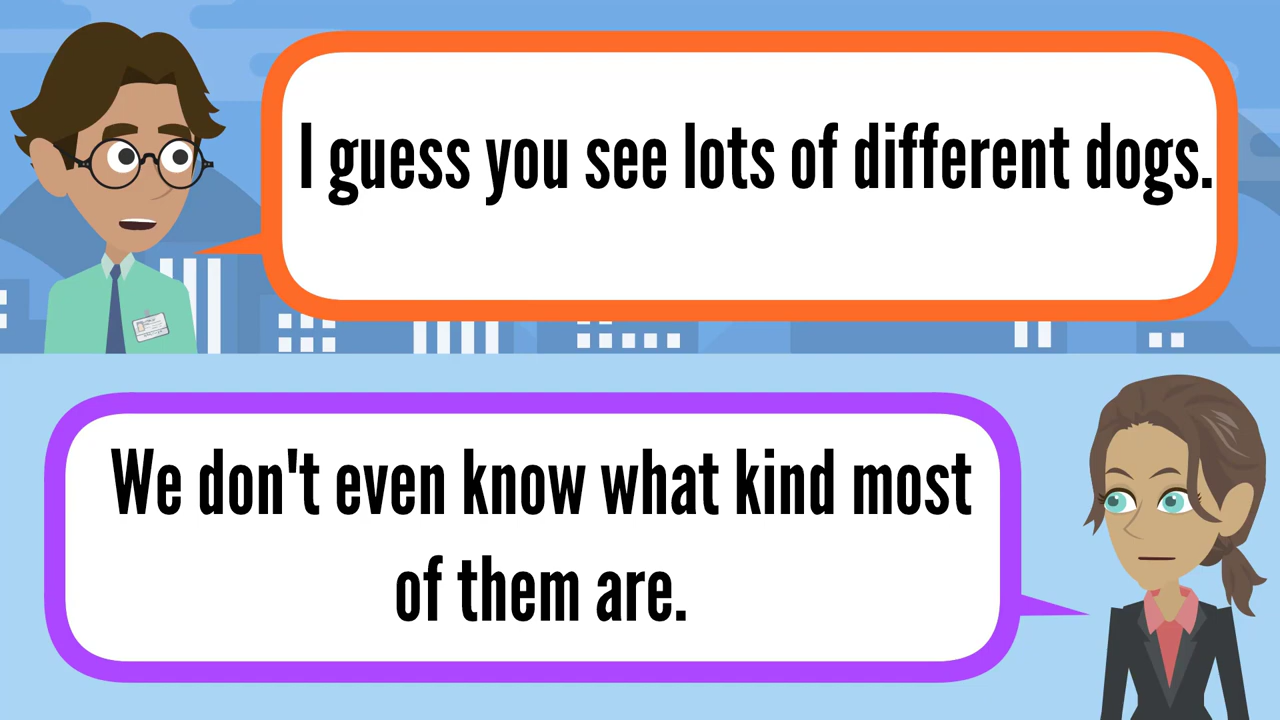 I guess you see lots of different dogs.
We don't even know what kind most
of them are.